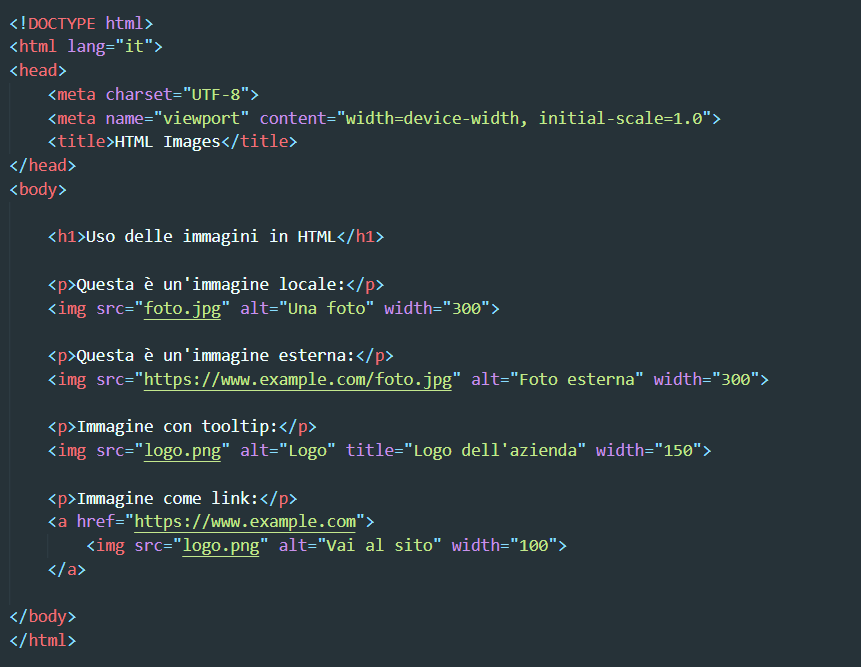 <!DOCTYPE html>
<html lang="it">
<head>
    <meta charset="UTF-8">
    <meta name="viewport" content="width=device-width, initial-scale=1.0">
    <title>HTML Images</title>
</head>
<body>

    <h1>Uso delle immagini in HTML</h1>

    <p>Questa è un'immagine locale:</p>
    <img src="foto.jpg" alt="Una foto" width="300">

    <p>Questa è un'immagine esterna:</p>
    <img src="https://www.example.com/foto.jpg" alt="Foto esterna" width="300">

    <p>Immagine con tooltip:</p>
    <img src="logo.png" alt="Logo" title="Logo dell'azienda" width="150">

    <p>Immagine come link:</p>
    <a href="https://www.example.com">
        <img src="logo.png" alt="Vai al sito" width="100">
    </a>

</body>
</html>